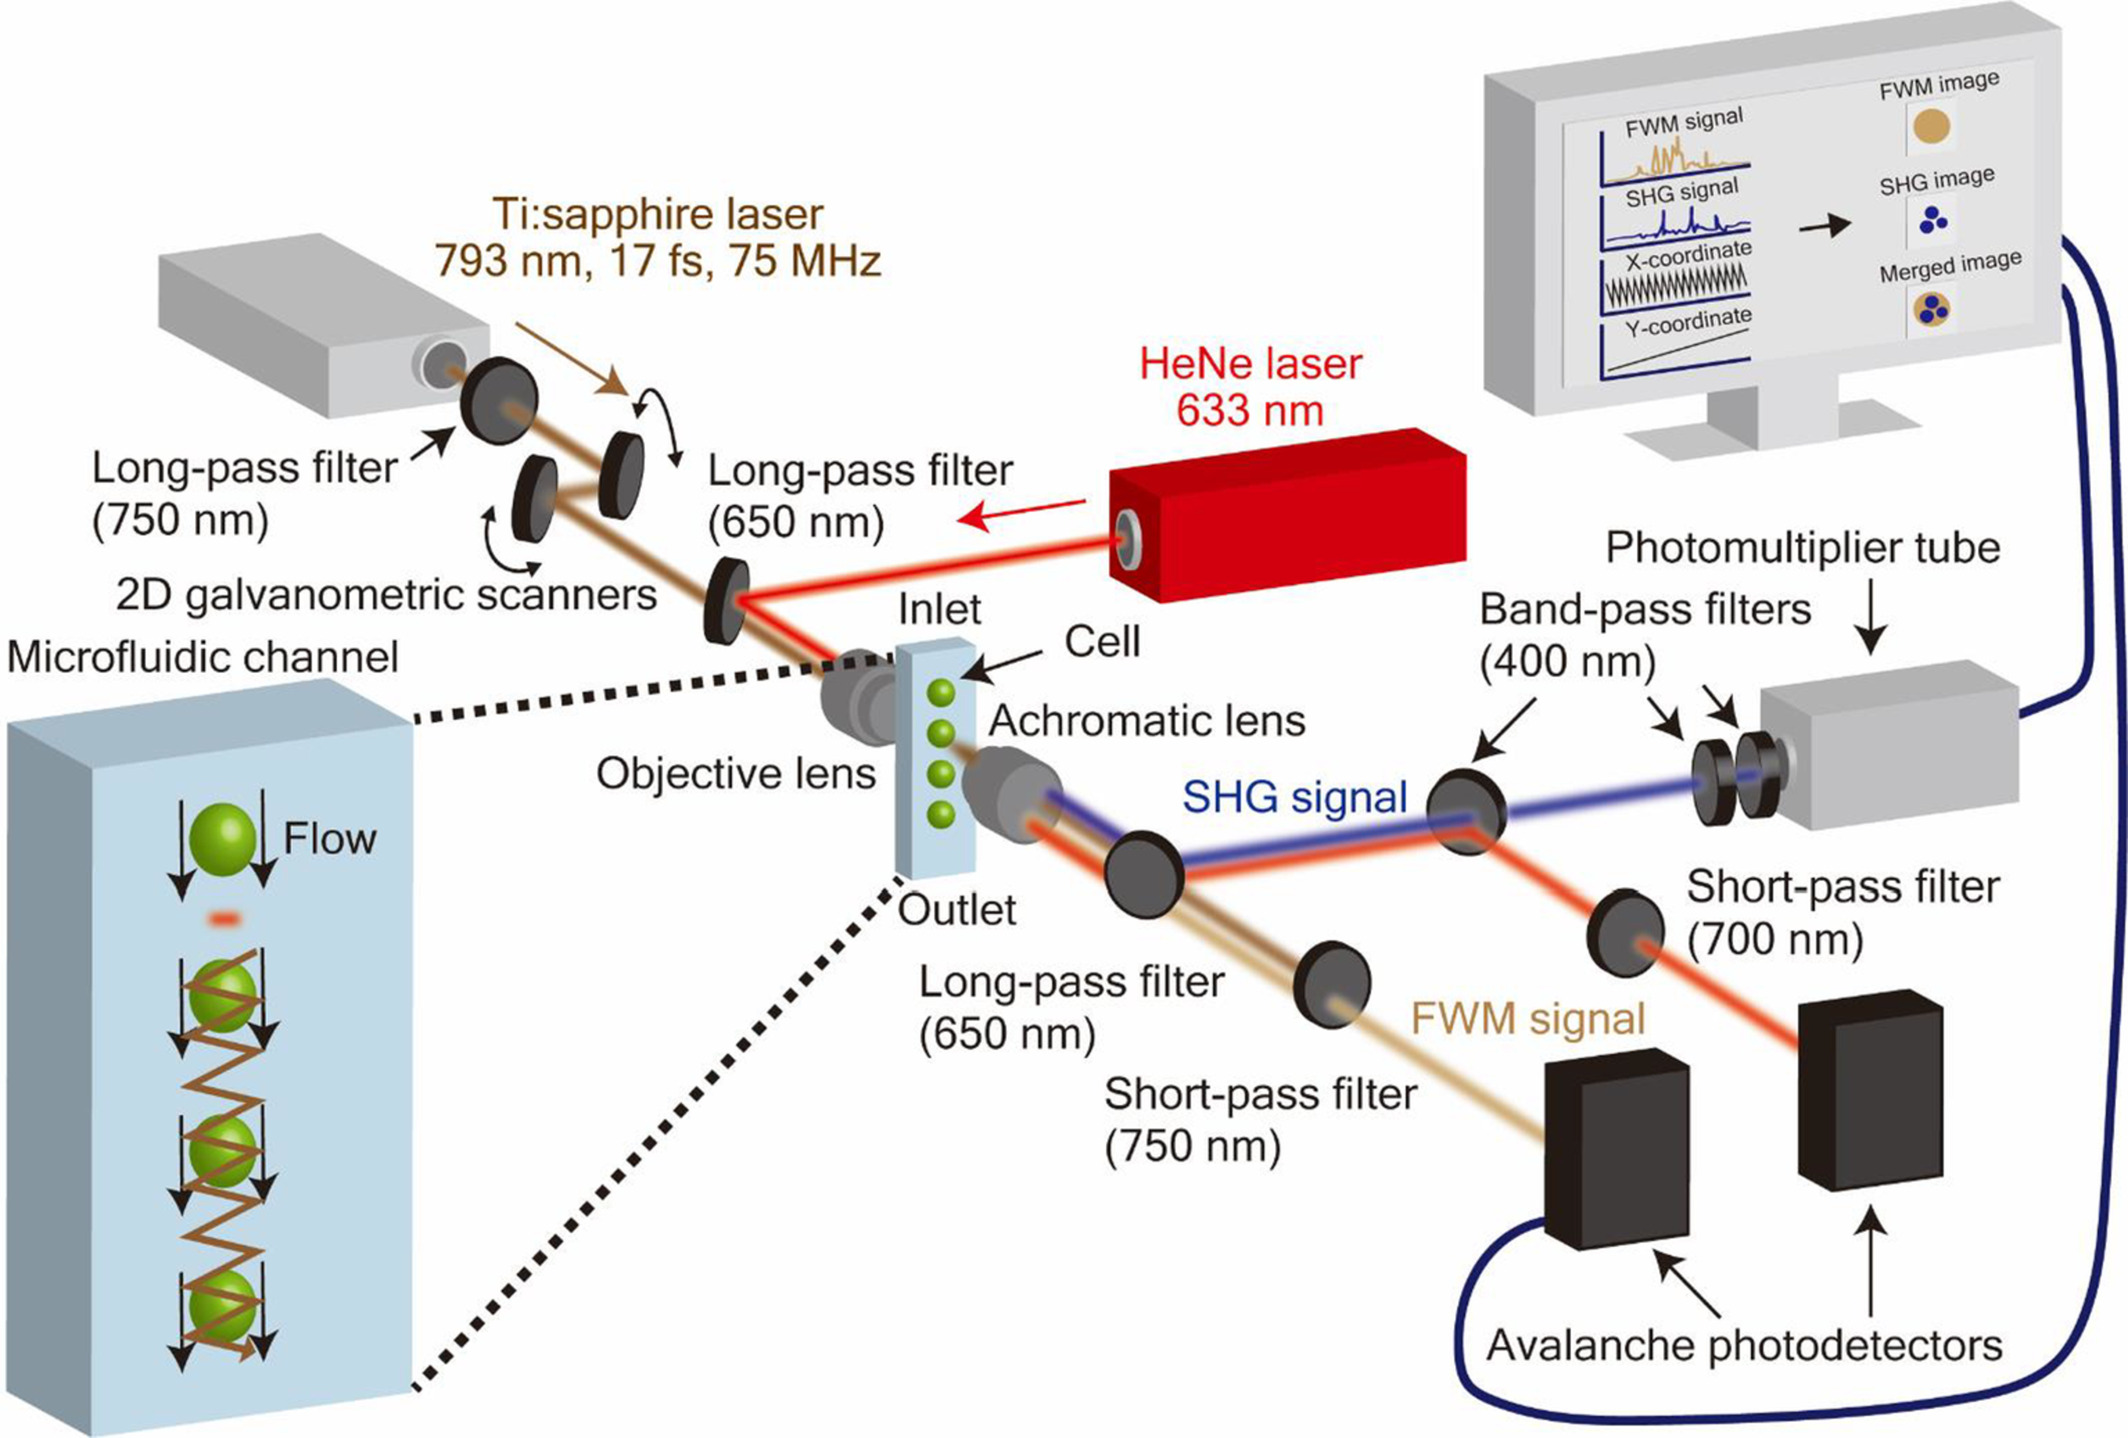 FWM image
FWM signal
SHG signal
SHG image
X-coordinate
Merged image
Y-coordinate
Ti:sapphire laser
793 nm, 17 fs, 75 MHz
HeNe laser
633 nm
Long-pass filter
(750 nm)
Long-pass filter
(650 nm)
2D galvanometric scanners
Photomultiplier tube
Band-pass filters
(400 nm)
Inlet
Cell
Microfluidic channel
Achromatic lens
Objective lens
SHG signal
Flow
Outlet
Short-pass filter
(700 nm)
Long-pass filter
(650 nm)
FWM signal
Short-pass filter
(750 nm)
Avalanche photodetectors